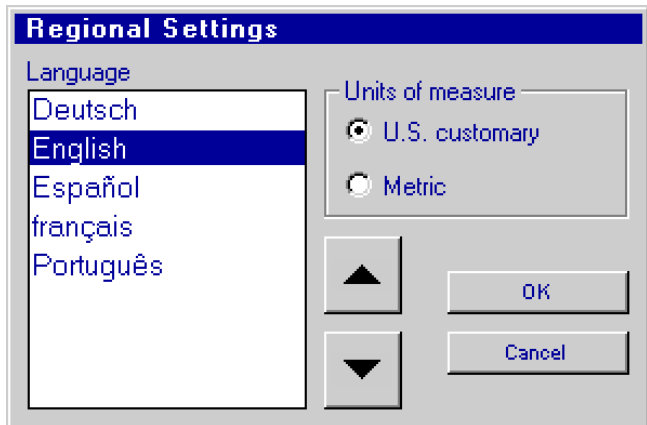 Regional Settings
Language
Deutsch
English
Español
français
Português
Units of measure
U.S. customary
Metric
OK
Cancel